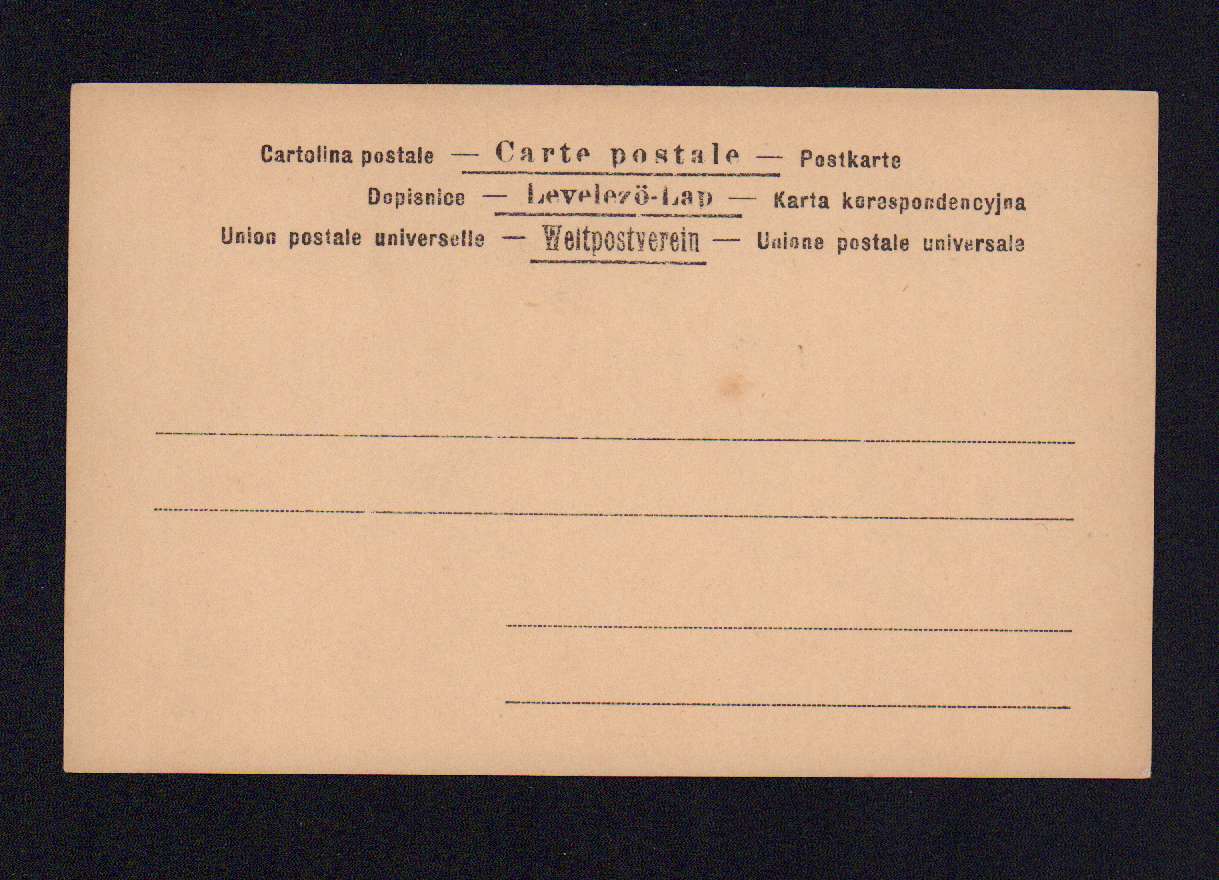 Cartolina postale — Carte postale — Postkarte
Dopisnice — Levelező-Lap — Karta korespondencyjna
Union postale universelle — Weltpostverein — Unione postale universale